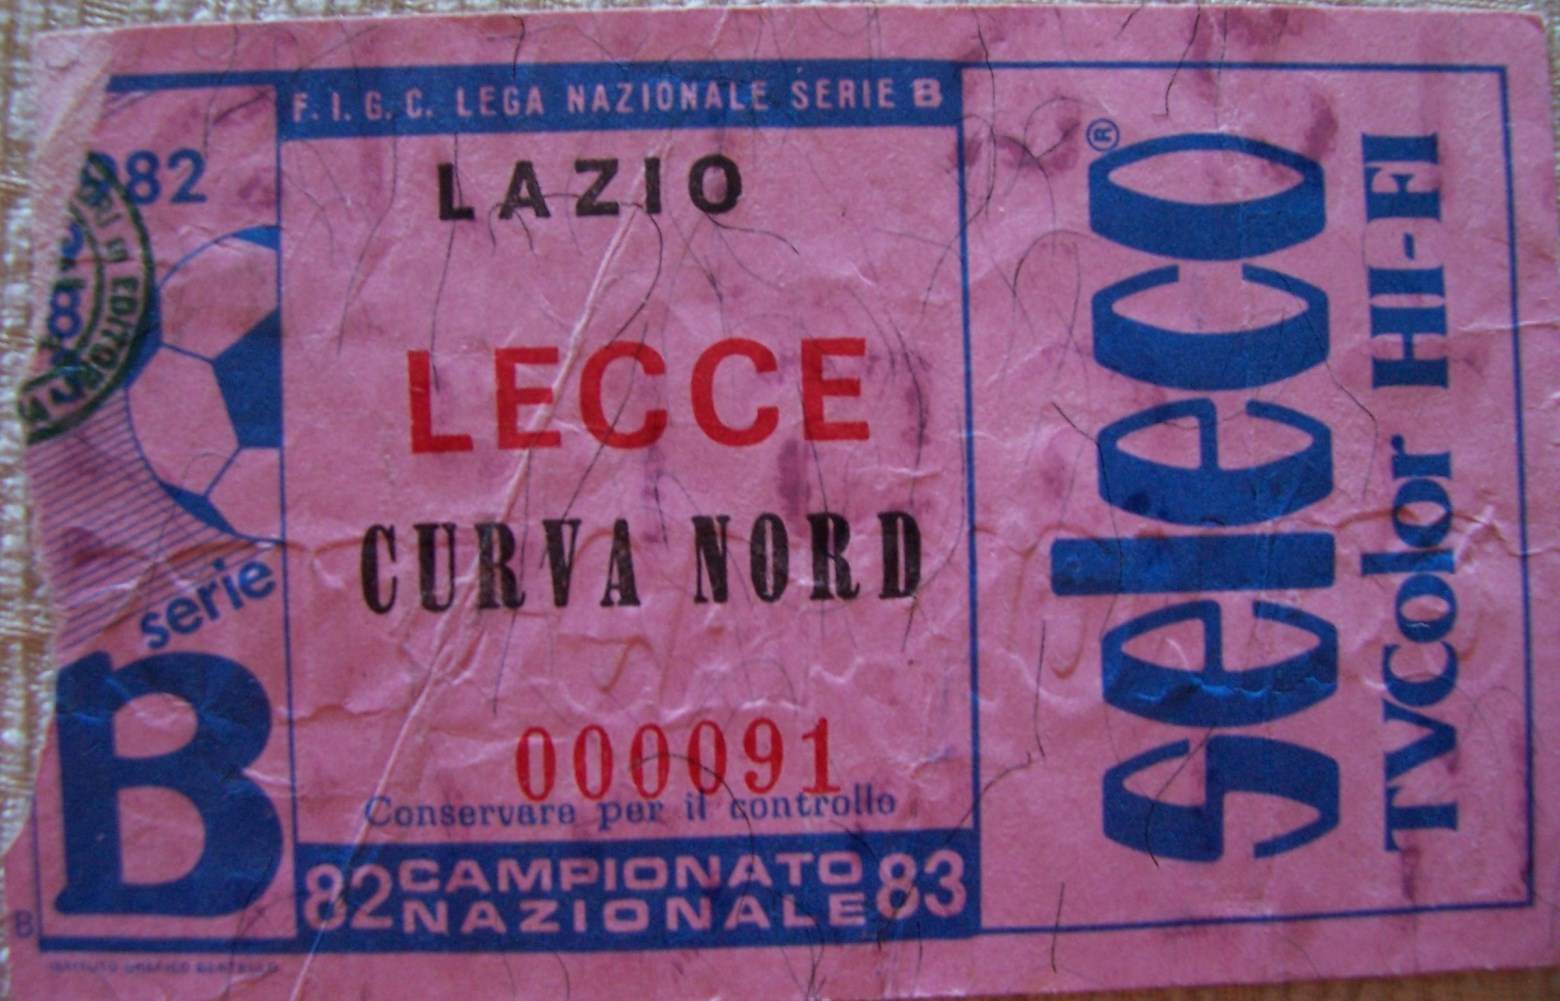 F.I.G.C. LEGA NAZIONALE SERIE B
982
LAZIO
LECCE
CURVA NORD
000091
Conservare per il controllo
serie
B
82 CAMPIONATO NAZIONALE 83
B
seleco ®
TVColor HI-FI